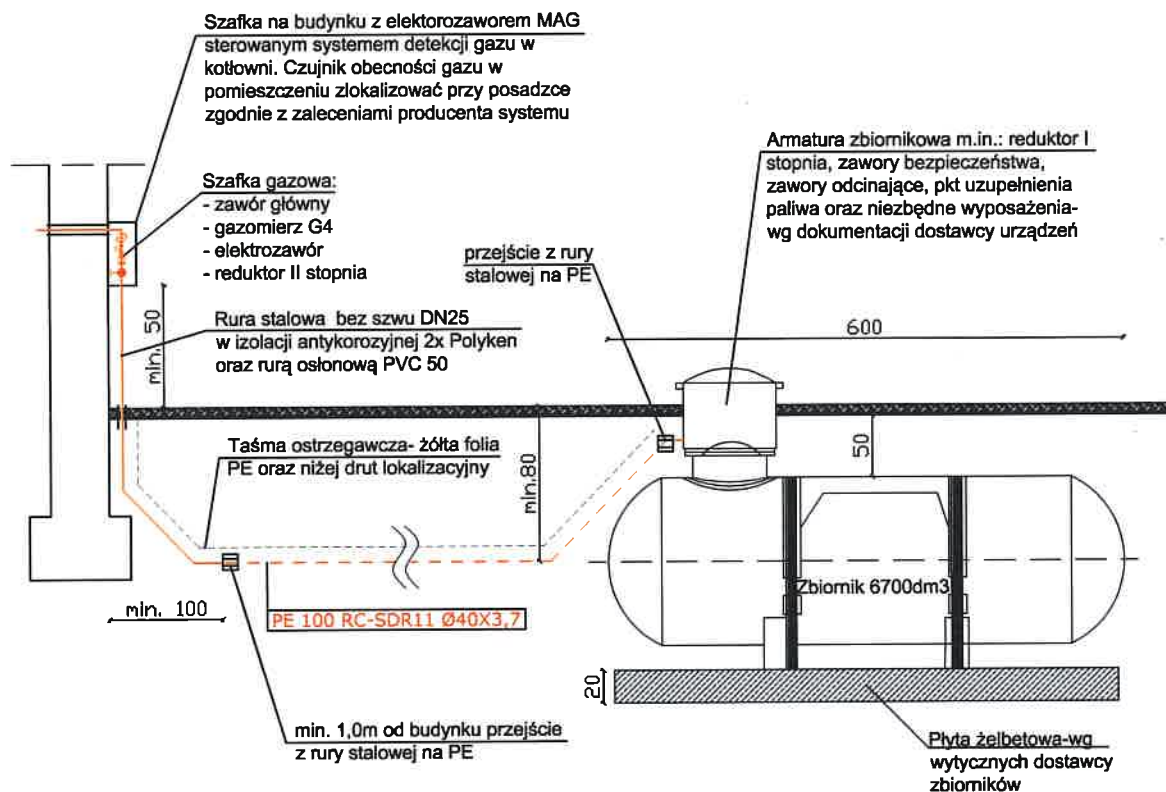 Szafka na budynku z elektorozaworem MAG
sterowanym systemem detekcji gazu w
kotłowni. Czujnik obecności gazu w
pomieszczeniu zlokalizować przy posadzce
zgodnie z zaleceniami producenta systemu
Armatura zbiornikowa m.in.: reduktor I
stopnia, zawory bezpieczeństwa,
zawory odcinające, pkt uzupełnienia
paliwa oraz niezbędne wyposażenia-
wg dokumentacji dostawcy urządzeń
Szafka gazowa:
- zawór główny
- gazomierz G4
- elektrozawór
- reduktor II stopnia
przejście z rury
stalowej na PE
min. 50
Rura stalowa bez szwu DN25
w izolacji antykorozyjnej 2x Polyken
oraz rurą osłonową PVC 50
600
Taśma ostrzegawcza- żółta folia
PE oraz niżej drut lokalizacyjny
min.80
50
Zbiornik 6700dm3
min. 100
PE 100 RC-SDR11 Ø40X3,7
20
min. 1,0m od budynku przejście
z rury stalowej na PE
Płyta żelbetowa-wg
wytycznych dostawcy
zbiorników